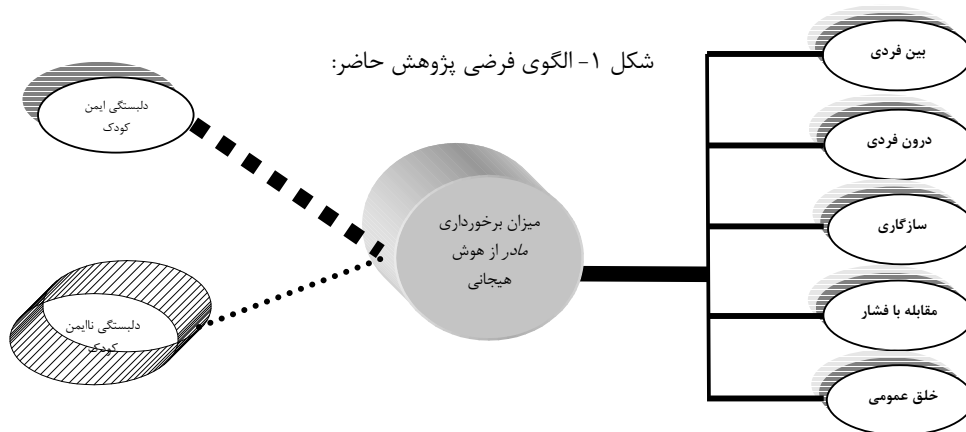 شکل ۱- الگوی فرضی پژوهش حاضر:
بین فردی
درون فردی
سازگاری
مقابله با فشار
خلق عمومی
میزان برخورداری
مادر از هوش
هیجانی
دلبستگی ایمن
کودک
دلبستگی ناایمن
کودک